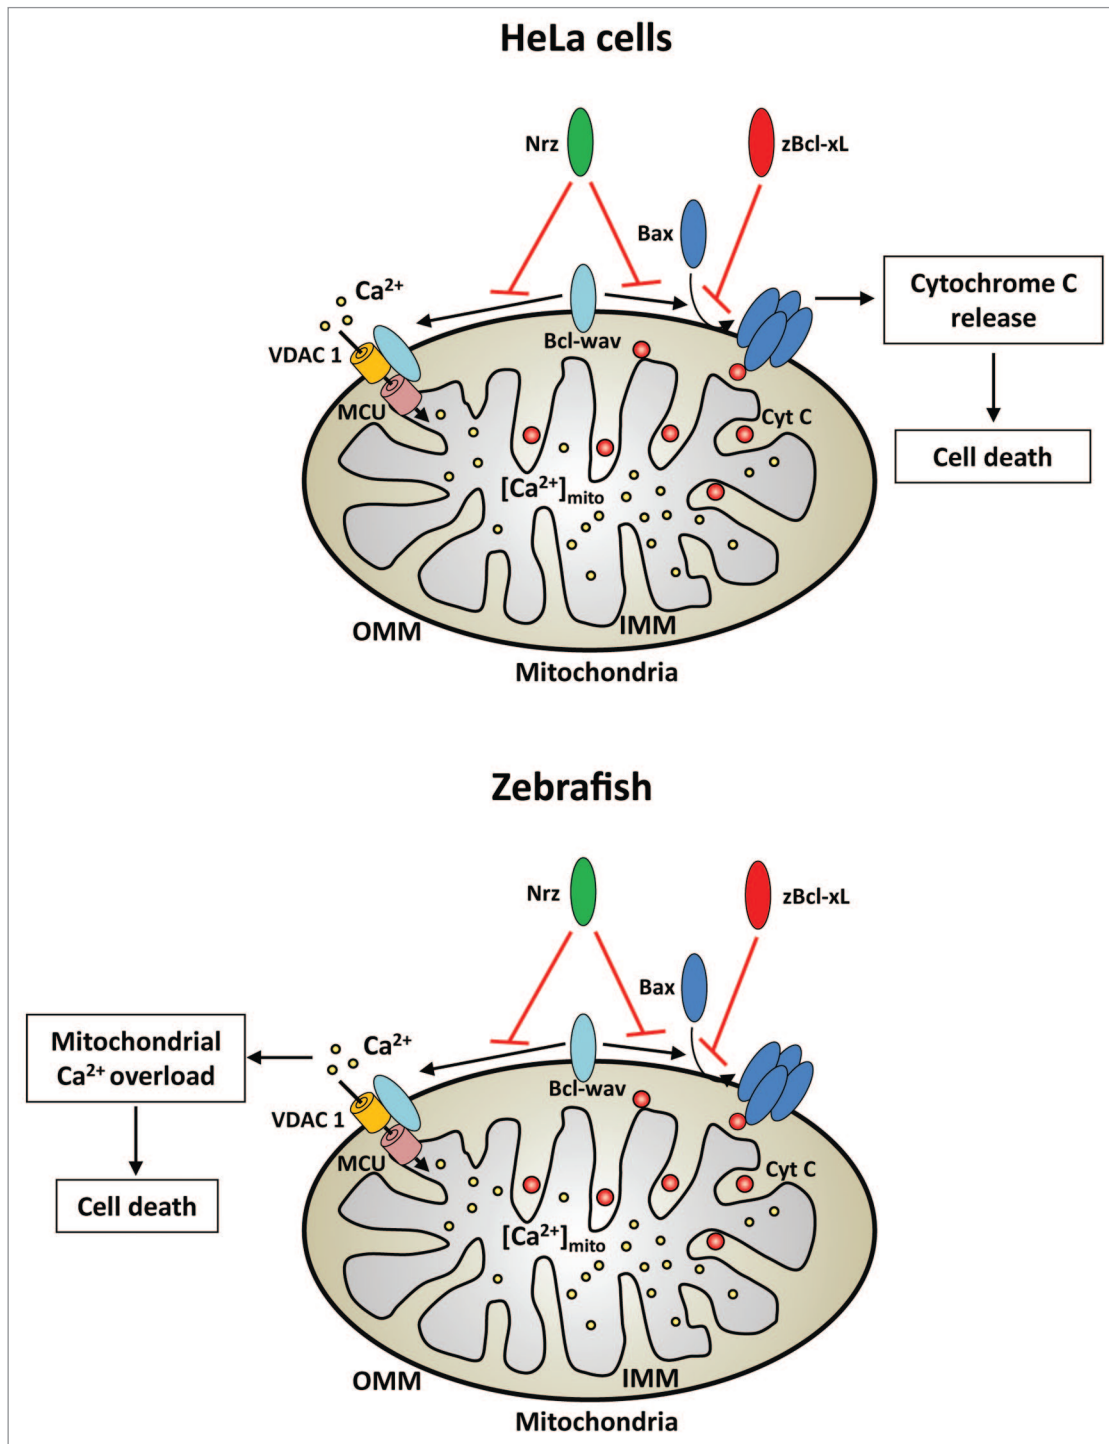 HeLa cells
Nrz
zBcl-xL
Bax
Ca²⁺
Cytochrome C
release
VDAC 1
Bcl-wav
MCU
Cyt C
Cell death
[Ca²⁺]mito
OMM
IMM
Mitochondria
Zebrafish
Nrz
zBcl-xL
Bax
Mitochondrial
Ca²⁺ overload
Ca²⁺
Bcl-wav
VDAC 1
MCU
Cyt C
Cell death
[Ca²⁺]mito
OMM
IMM
Mitochondria